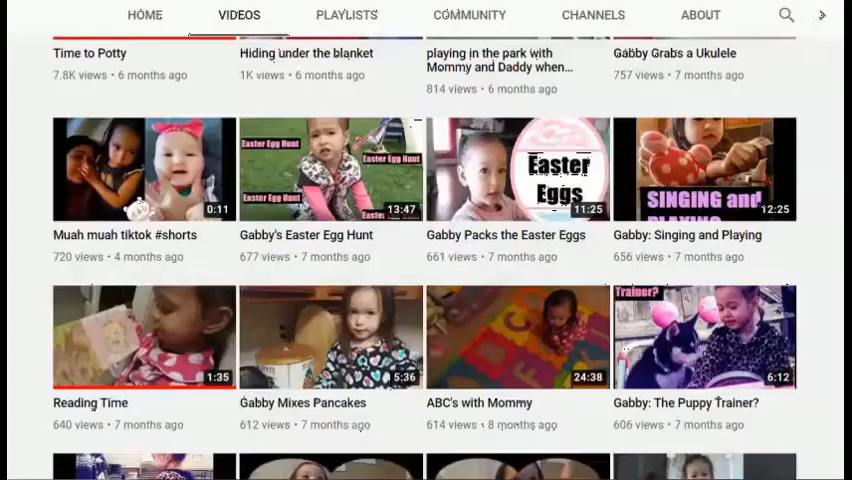 HOME VIDEOS PLAYLISTS COMMUNITY CHANNELS ABOUT
Time to Potty
7.8K views • 6 months ago
Hiding under the blanket
1K views • 6 months ago
playing in the park with
Mommy and Daddy when...
814 views • 6 months ago
Gabby Grabs a Ukulele
757 views • 7 months ago
0:11
Muah muah tiktok #shorts
720 views • 4 months ago
Easter Egg Hunt
Easter Egg Hunt
Easter Egg Hunt
13:47
Gabby's Easter Egg Hunt
677 views • 7 months ago
Easter
Eggs
11:25
Gabby Packs the Easter Eggs
661 views • 7 months ago
SINGING and
PLAYING
12:25
Gabby: Singing and Playing
656 views • 7 months ago
1:35
Reading Time
640 views • 7 months ago
5:36
Gabby Mixes Pancakes
612 views • 7 months ago
24:38
ABC's with Mommy
614 views • 8 months ago
Trainer?
6:12
Gabby: The Puppy Trainer?
606 views • 7 months ago